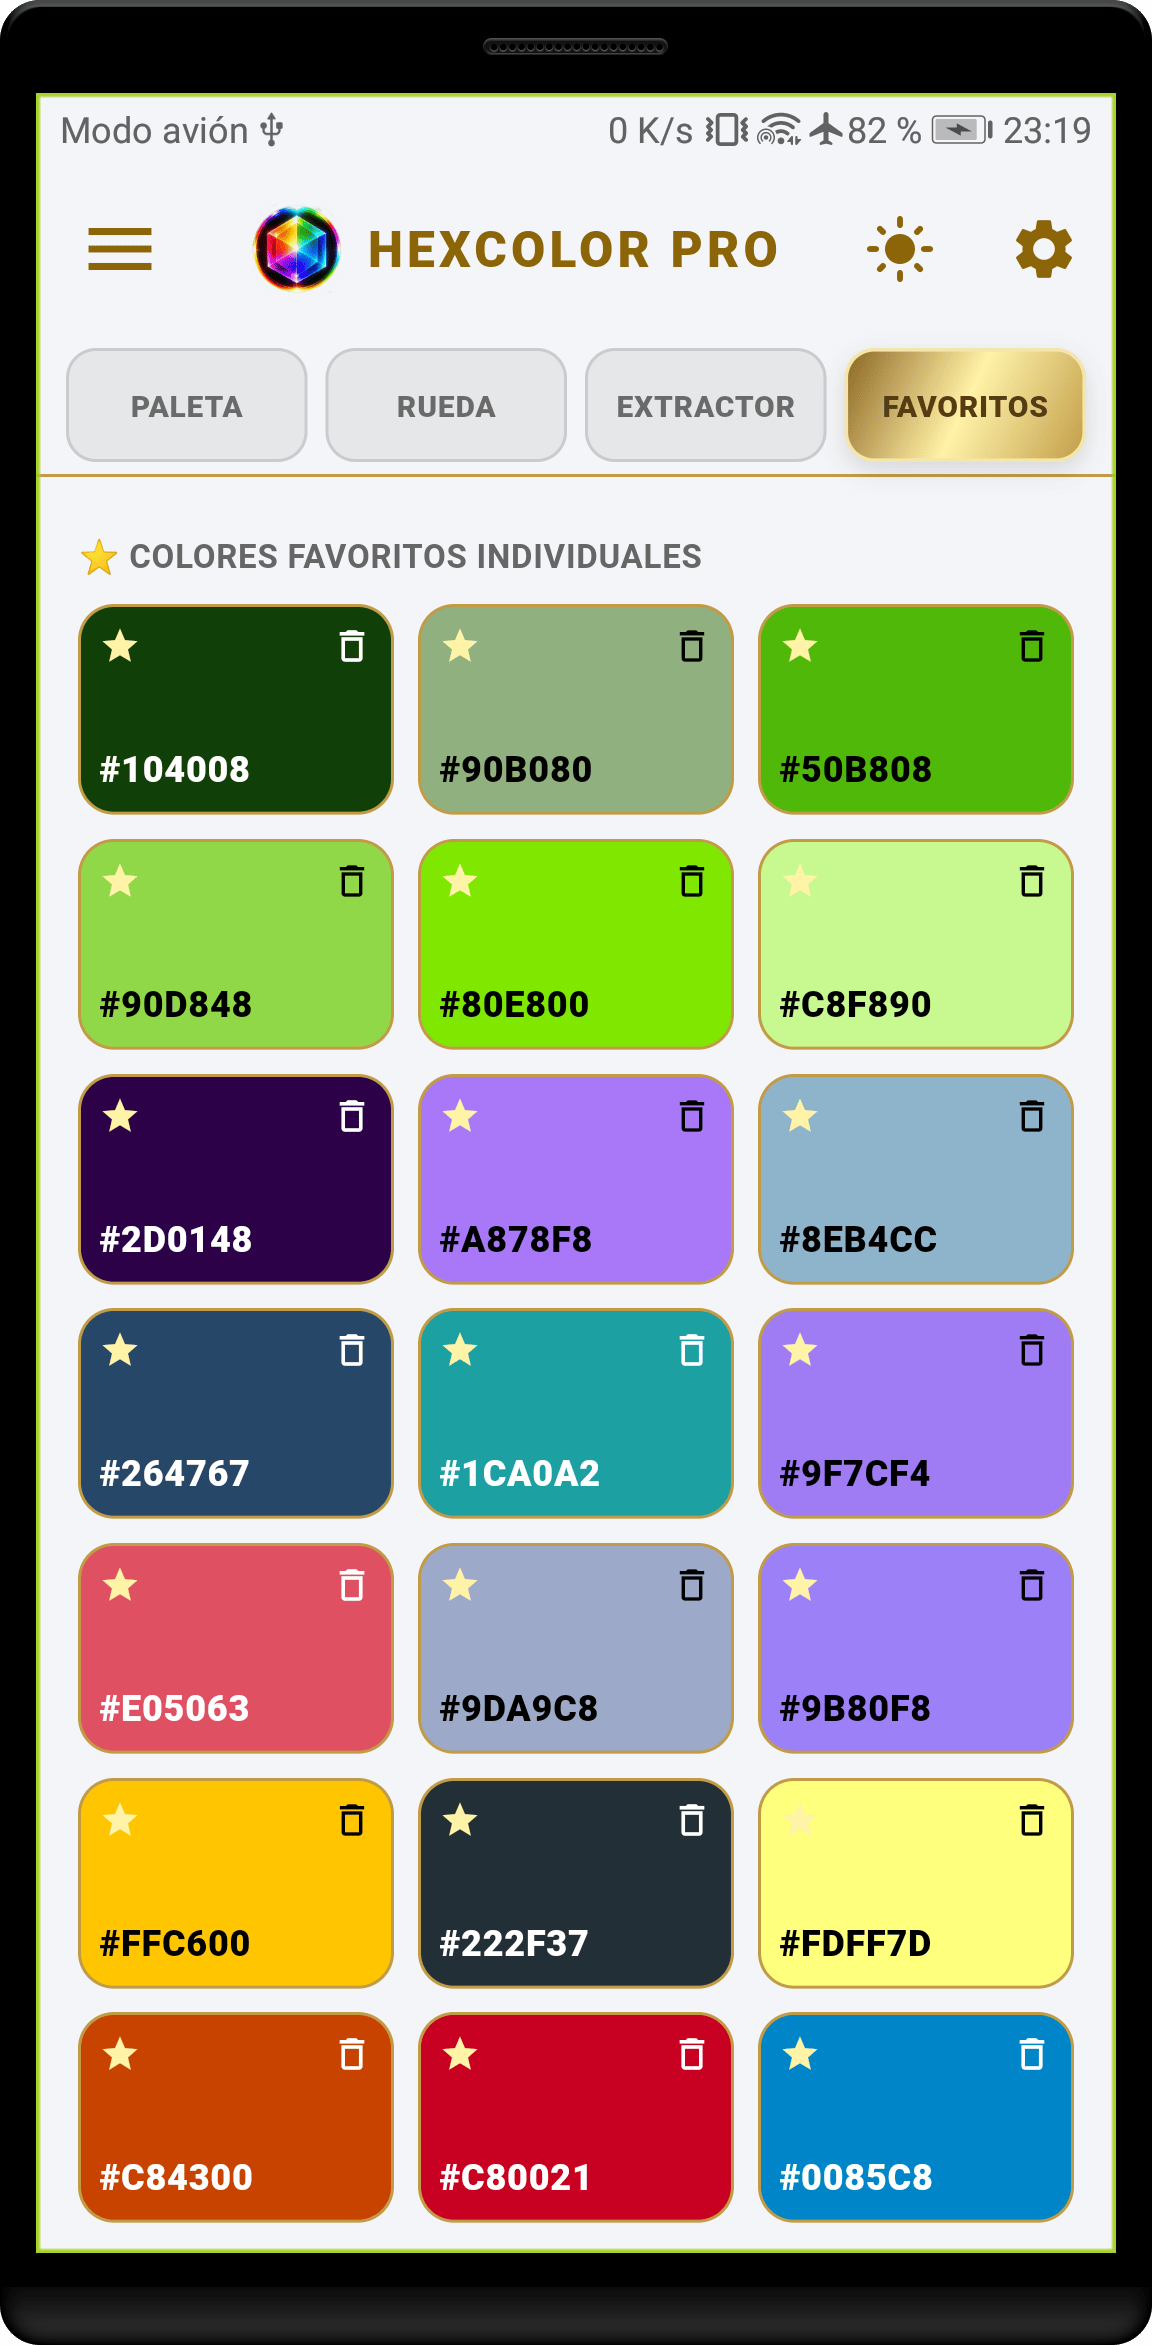 Modo avión 0 K/s 82 % 23:19
HEXCOLOR PRO
PALETA RUEDA EXTRACTOR FAVORITOS
COLORES FAVORITOS INDIVIDUALES
#104008 #90B080 #50B808
#90D848 #80E800 #C8F890
#2D0148 #A878F8 #8EB4CC
#264767 #1CA0A2 #9F7CF4
#E05063 #9DA9C8 #9B80F8
#FFC600 #222F37 #FDFF7D
#C84300 #C80021 #0085C8